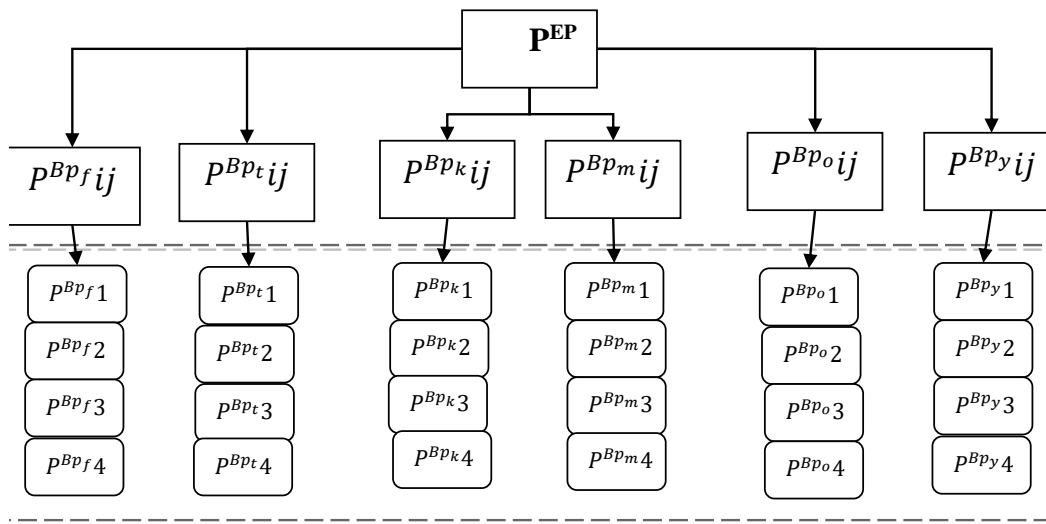 P^EP
P^{Bp_f}ij P^{Bp_t}ij P^{Bp_k}ij P^{Bp_m}ij P^{Bp_o}ij P^{Bp_y}ij
P^{Bp_f}1 P^{Bp_t}1 P^{Bp_k}1 P^{Bp_m}1 P^{Bp_o}1 P^{Bp_y}1
P^{Bp_f}2 P^{Bp_t}2 P^{Bp_k}2 P^{Bp_m}2 P^{Bp_o}2 P^{Bp_y}2
P^{Bp_f}3 P^{Bp_t}3 P^{Bp_k}3 P^{Bp_m}3 P^{Bp_o}3 P^{Bp_y}3
P^{Bp_f}4 P^{Bp_t}4 P^{Bp_k}4 P^{Bp_m}4 P^{Bp_o}4 P^{Bp_y}4